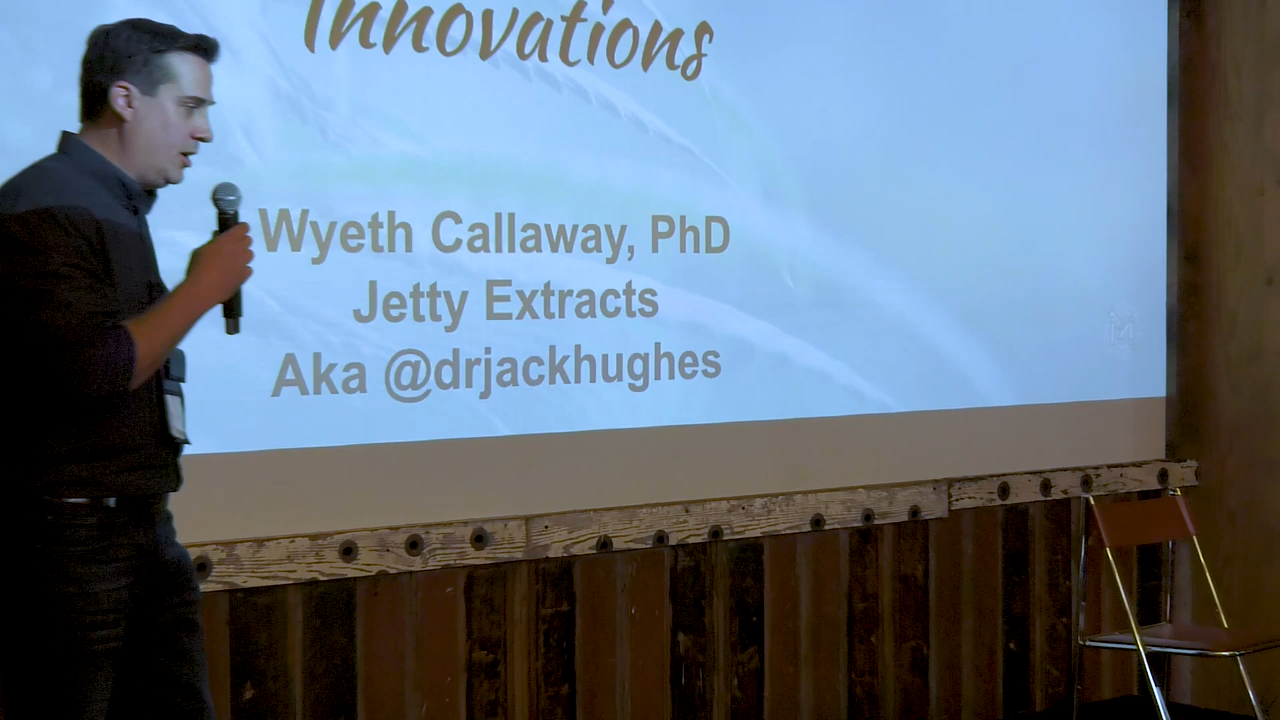 Innovations
Wyeth Callaway, PhD
Jetty Extracts
Aka @drjackhughes